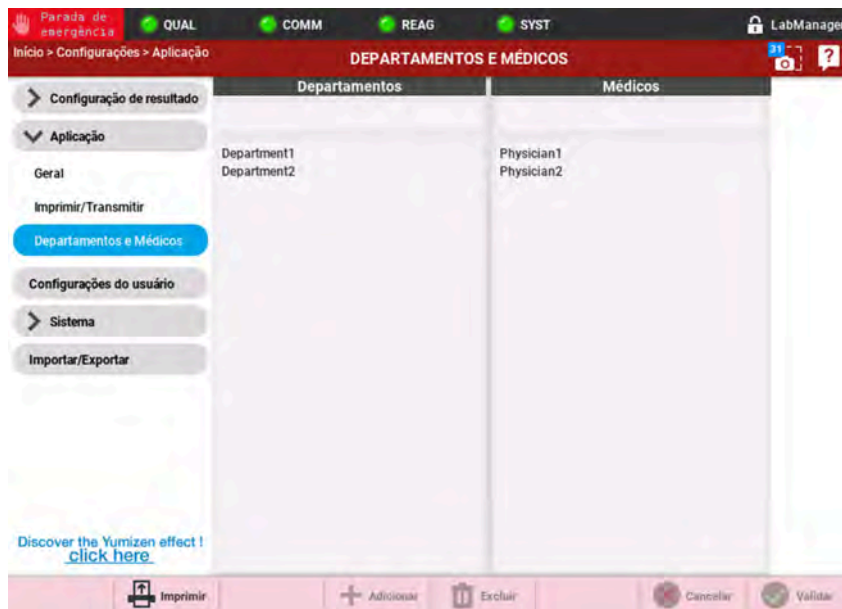 Parada de
emergência
QUAL
COMM
REAG
SYST
LabManager
Início > Configurações > Aplicação
DEPARTAMENTOS E MÉDICOS
31
?
Configuração de resultado
Aplicação
Geral
Imprimir/Transmitir
Departamentos e Médicos
Configurações do usuário
Sistema
Importar/Exportar
Discover the Yumizen effect !
click here
Departamentos
Department1
Department2
Médicos
Physician1
Physician2
Imprimir
Adicionar
Excluir
Cancelar
Validar